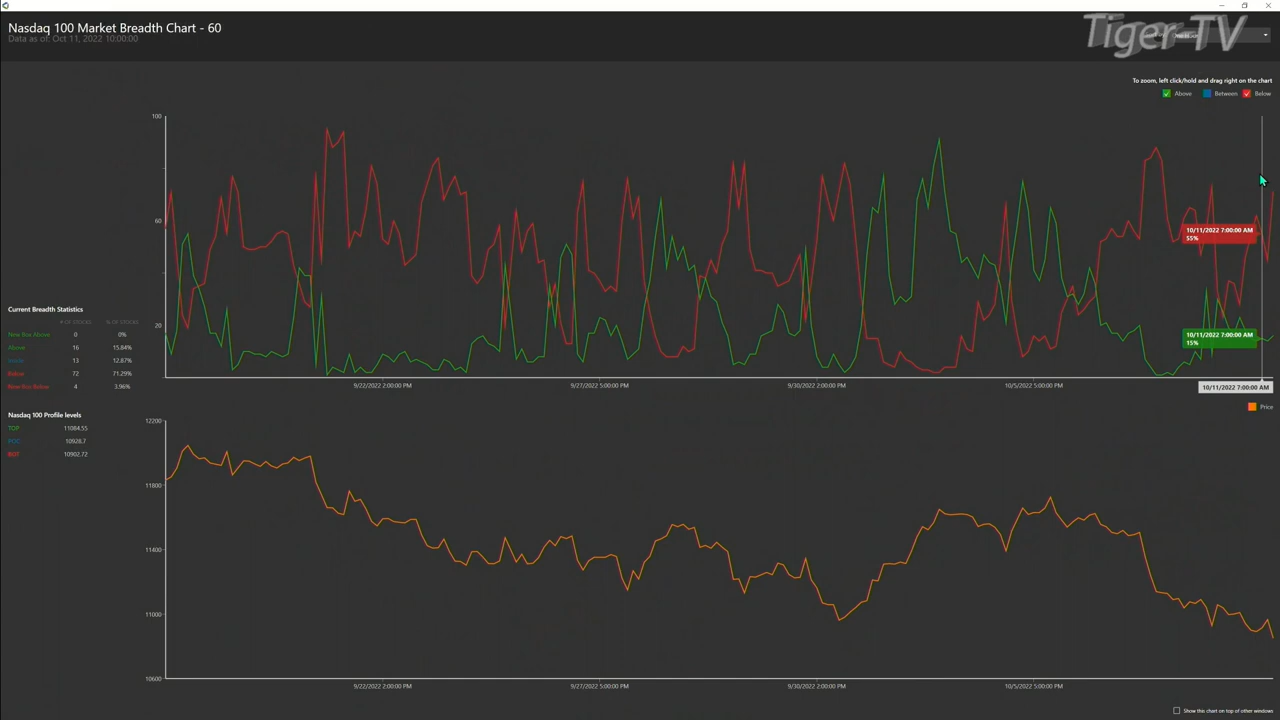 Nasdaq 100 Market Breadth Chart - 60
Data as of: Oct 11, 2022 10:00:00
Tiger-TV
To zoom, left click/hold and drag right on the chart
Above Between Below
100
60
20
10/11/2022 7:00:00 AM
55%
10/11/2022 7:00:00 AM
15%
9/22/2022 2:00:00 PM 9/27/2022 5:00:00 PM 9/30/2022 2:00:00 PM 10/5/2022 5:00:00 PM 10/11/2022 7:00:00 AM
Current Breadth Statistics
# OF STOCKS % OF STOCKS
New Box Above 0 0%
Above 16 15.84%
Inside 13 12.87%
Below 72 71.29%
New Box Below 4 3.96%
Nasdaq 100 Profile levels
TOP 11084.55
POC 10928.7
BOT 10902.72
Price
12200
11800
11400
11000
10600
9/22/2022 2:00:00 PM 9/27/2022 5:00:00 PM 9/30/2022 2:00:00 PM 10/5/2022 5:00:00 PM
Show this chart on top of other windows